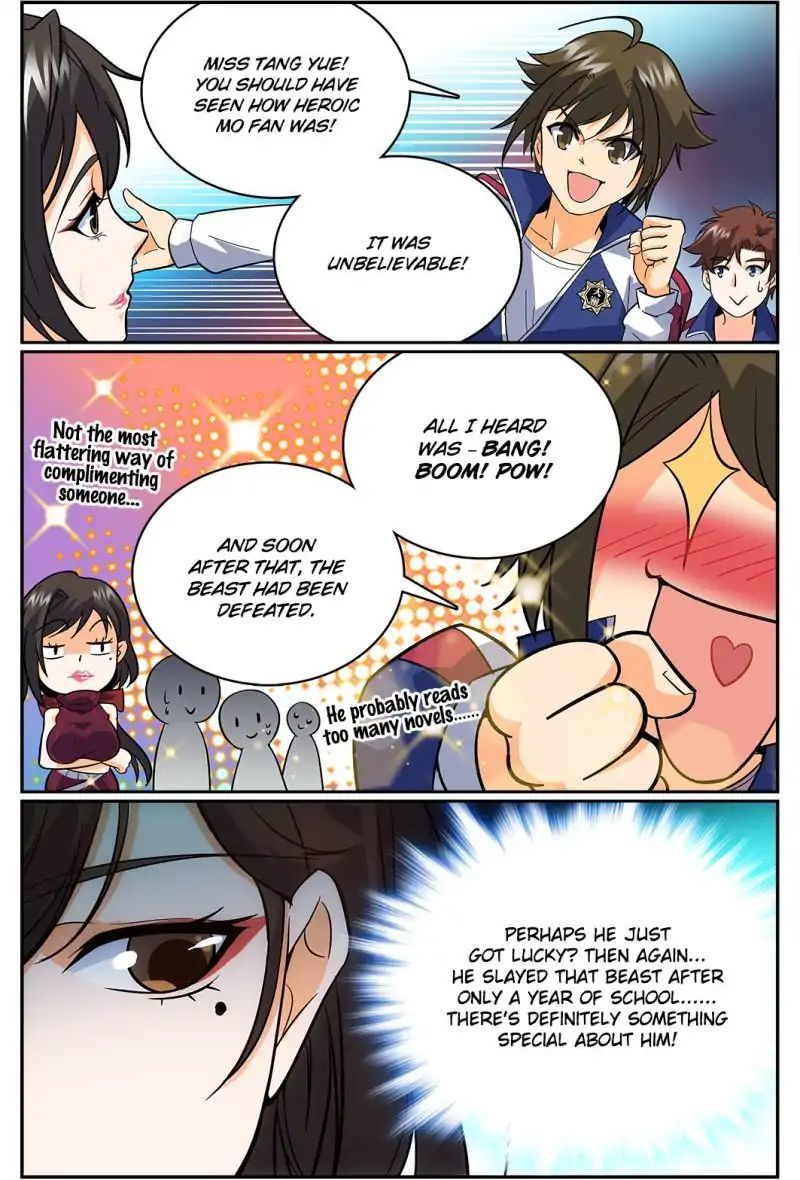 MISS TANG YUE!
YOU SHOULD HAVE
SEEN HOW HEROIC
MO FAN WAS!
IT WAS
UNBELIEVABLE!
ALL I HEARD
WAS – BANG!
BOOM! POW!
Not the most
flattering way of
complimenting
someone...
AND SOON
AFTER THAT, THE
BEAST HAD BEEN
DEFEATED.
He probably reads
too many novels......
PERHAPS HE JUST
GOT LUCKY? THEN AGAIN...
HE SLAYED THAT BEAST AFTER
ONLY A YEAR OF SCHOOL......
THERE'S DEFINITELY SOMETHING
SPECIAL ABOUT HIM!